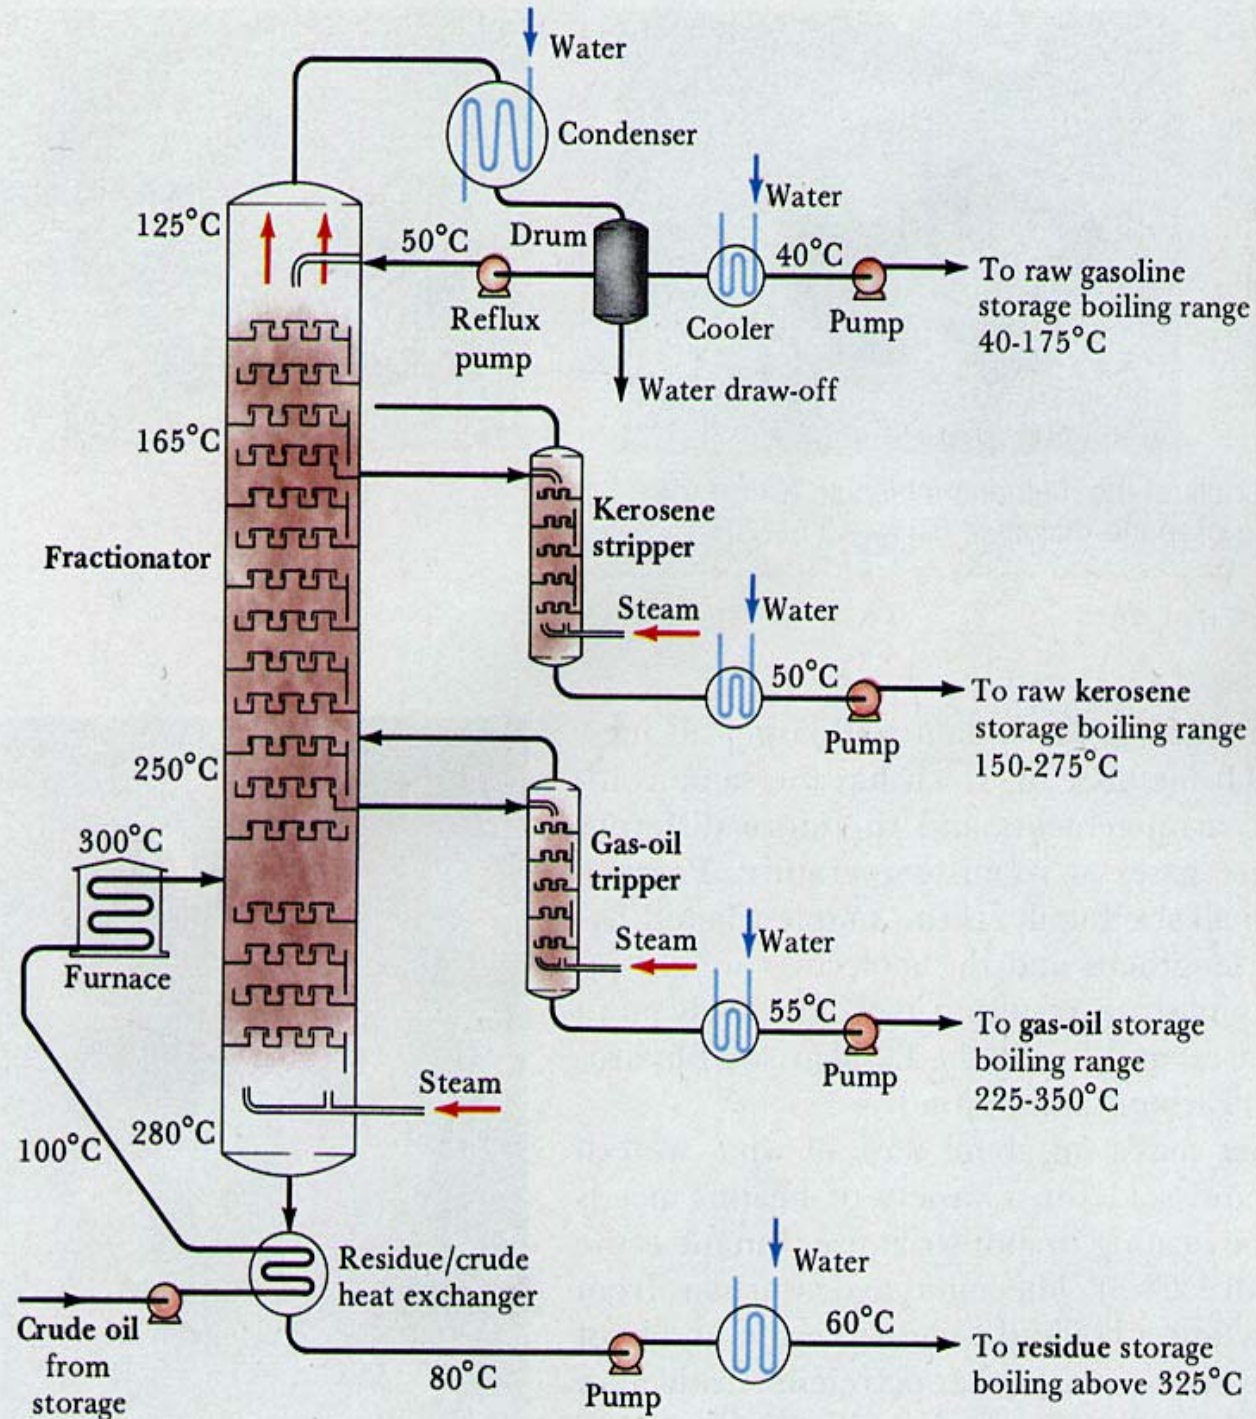 Water
Condenser
Water
125°C
50°C
Drum
40°C
To raw gasoline
storage boiling range
40-175°C
Reflux
pump
Cooler
Pump
Water draw-off
165°C
Kerosene
stripper
Fractionator
Steam
Water
50°C
To raw kerosene
storage boiling range
150-275°C
Pump
250°C
300°C
Gas-oil
tripper
Furnace
Steam
Water
55°C
To gas-oil storage
boiling range
225-350°C
Pump
Steam
100°C
280°C
Residue/crude
heat exchanger
Water
Crude oil
from
storage
80°C
Pump
60°C
To residue storage
boiling above 325°C